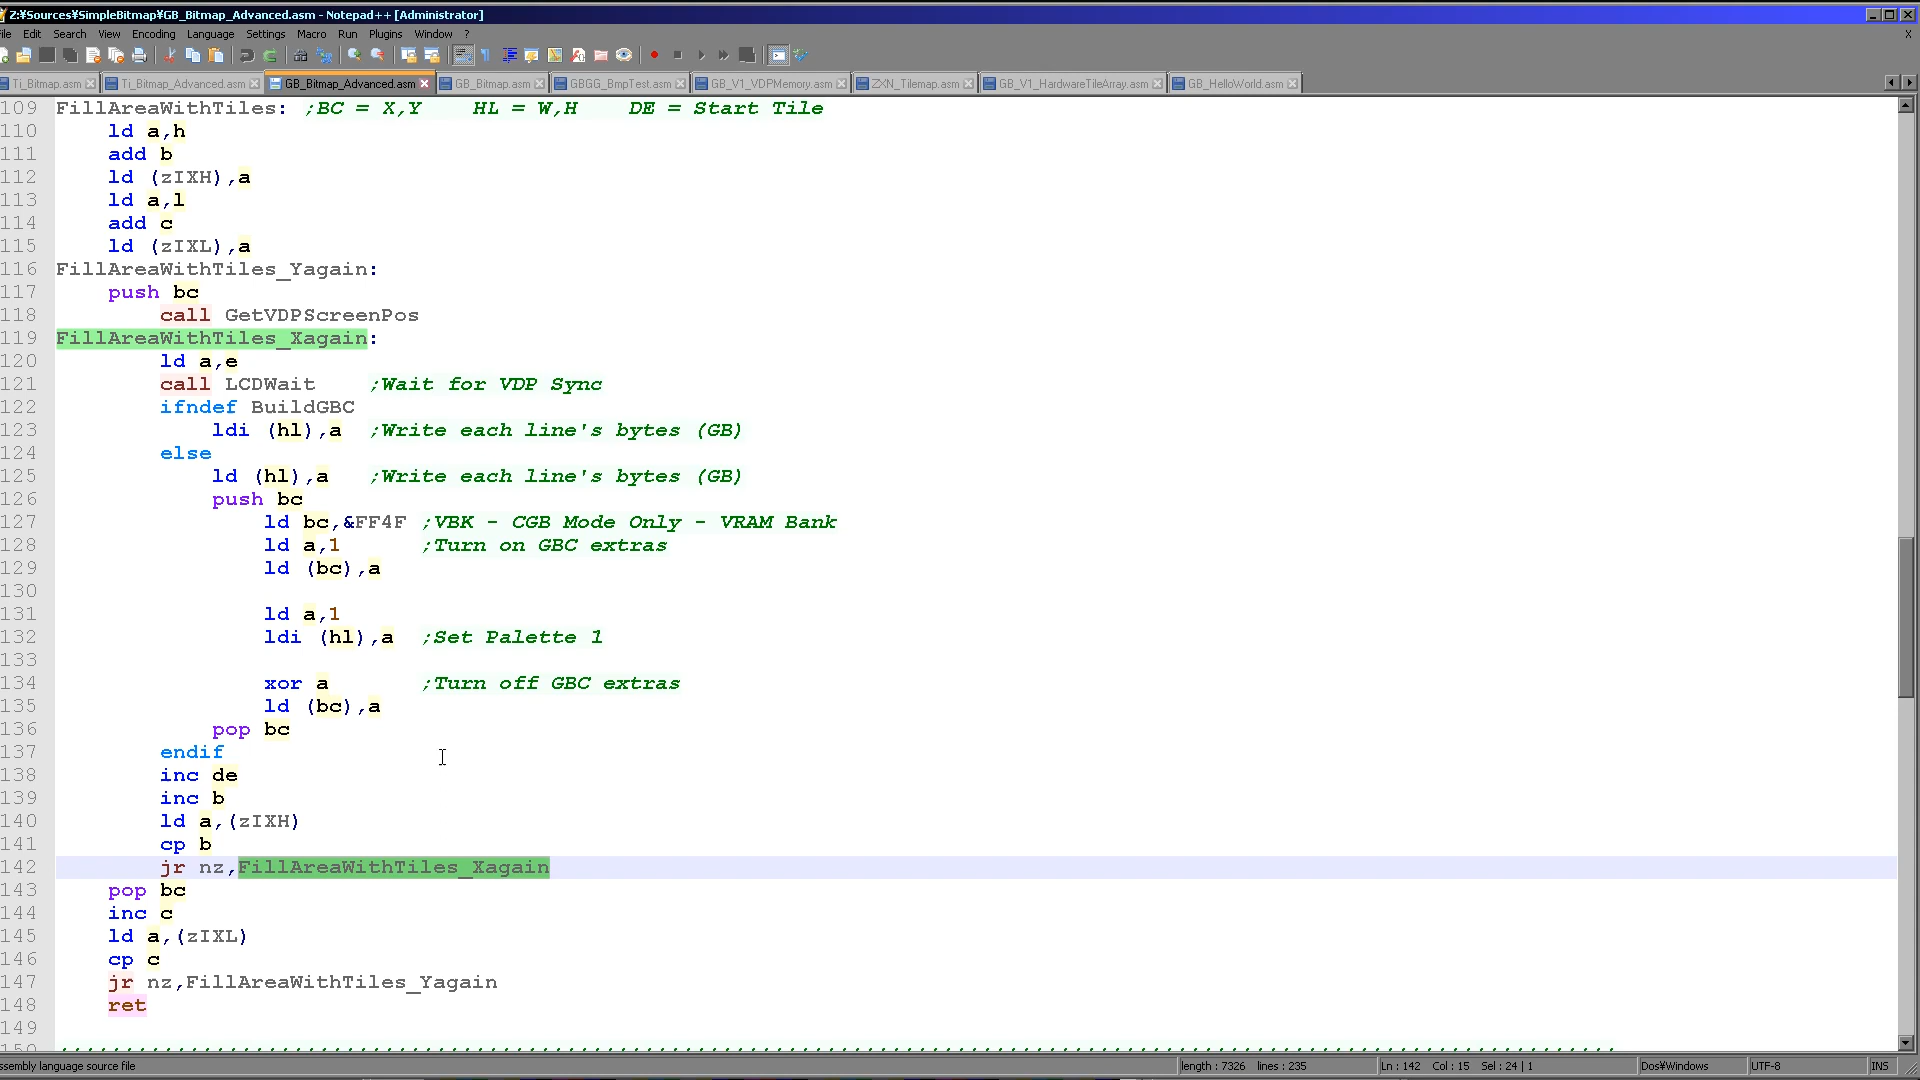 Z:¥Sources¥SimpleBitmap¥GB_Bitmap_Advanced.asm - Notepad++ [Administrator]
ile Edit Search View Encoding Language Settings Macro Run Plugins Window ? X
Ti_Bitmap.asm Ti_Bitmap_Advanced.asm GB_Bitmap_Advanced.asm GB_Bitmap.asm GBGG_BmpTest.asm GB_V1_VDPMemory.asm ZXN_Tilemap.asm GB_V1_HardwareTileArray.asm GB_HelloWorld.asm
109 FillAreaWithTiles: ;BC = X,Y HL = W,H DE = Start Tile
110 ld a,h
111 add b
112 ld (zIXH),a
113 ld a,l
114 add c
115 ld (zIXL),a
116 FillAreaWithTiles_Yagain:
117 push bc
118 call GetVDPScreenPos
119 FillAreaWithTiles_Xagain:
120 ld a,e
121 call LCDWait ;Wait for VDP Sync
122 ifndef BuildGBC
123 ldi (hl),a ;Write each line's bytes (GB)
124 else
125 ld (hl),a ;Write each line's bytes (GB)
126 push bc
127 ld bc,&FF4F ;VBK - CGB Mode Only - VRAM Bank
128 ld a,1 ;Turn on GBC extras
129 ld (bc),a
130
131 ld a,1
132 ldi (hl),a ;Set Palette 1
133
134 xor a ;Turn off GBC extras
135 ld (bc),a
136 pop bc
137 endif
138 inc de
139 inc b
140 ld a,(zIXH)
141 cp b
142 jr nz,FillAreaWithTiles_Xagain
143 pop bc
144 inc c
145 ld a,(zIXL)
146 cp c
147 jr nz,FillAreaWithTiles_Yagain
148 ret
149
150
ssembly language source file length : 7326 lines : 235 Ln : 142 Col : 15 Sel : 24 | 1 Dos¥Windows UTF-8 INS